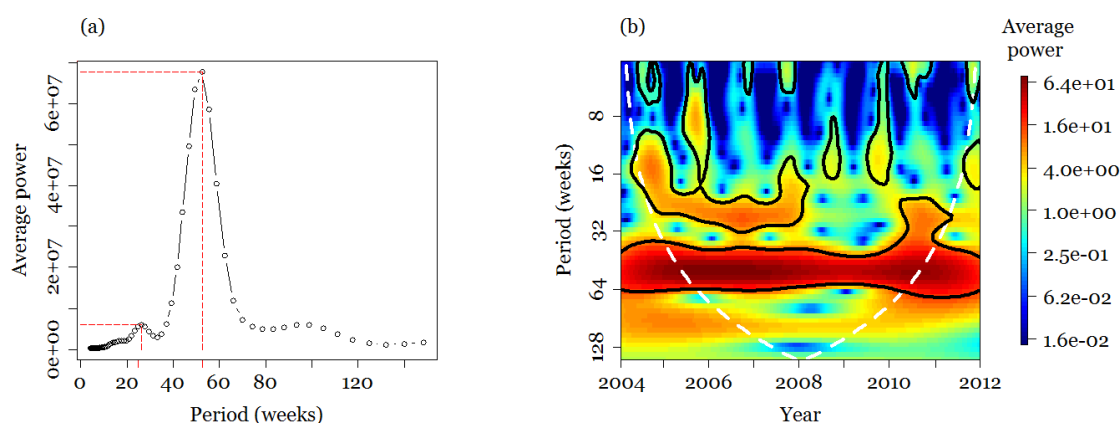 (a)
Average power
0e+00
2e+07
4e+07
6e+07
0
20
40
60
80
120
Period (weeks)
(b)
Period (weeks)
8
16
32
64
128
2004
2006
2008
2010
2012
Year
Average
power
6.4e+01
1.6e+01
4.0e+00
1.0e+00
2.5e-01
6.2e-02
1.6e-02